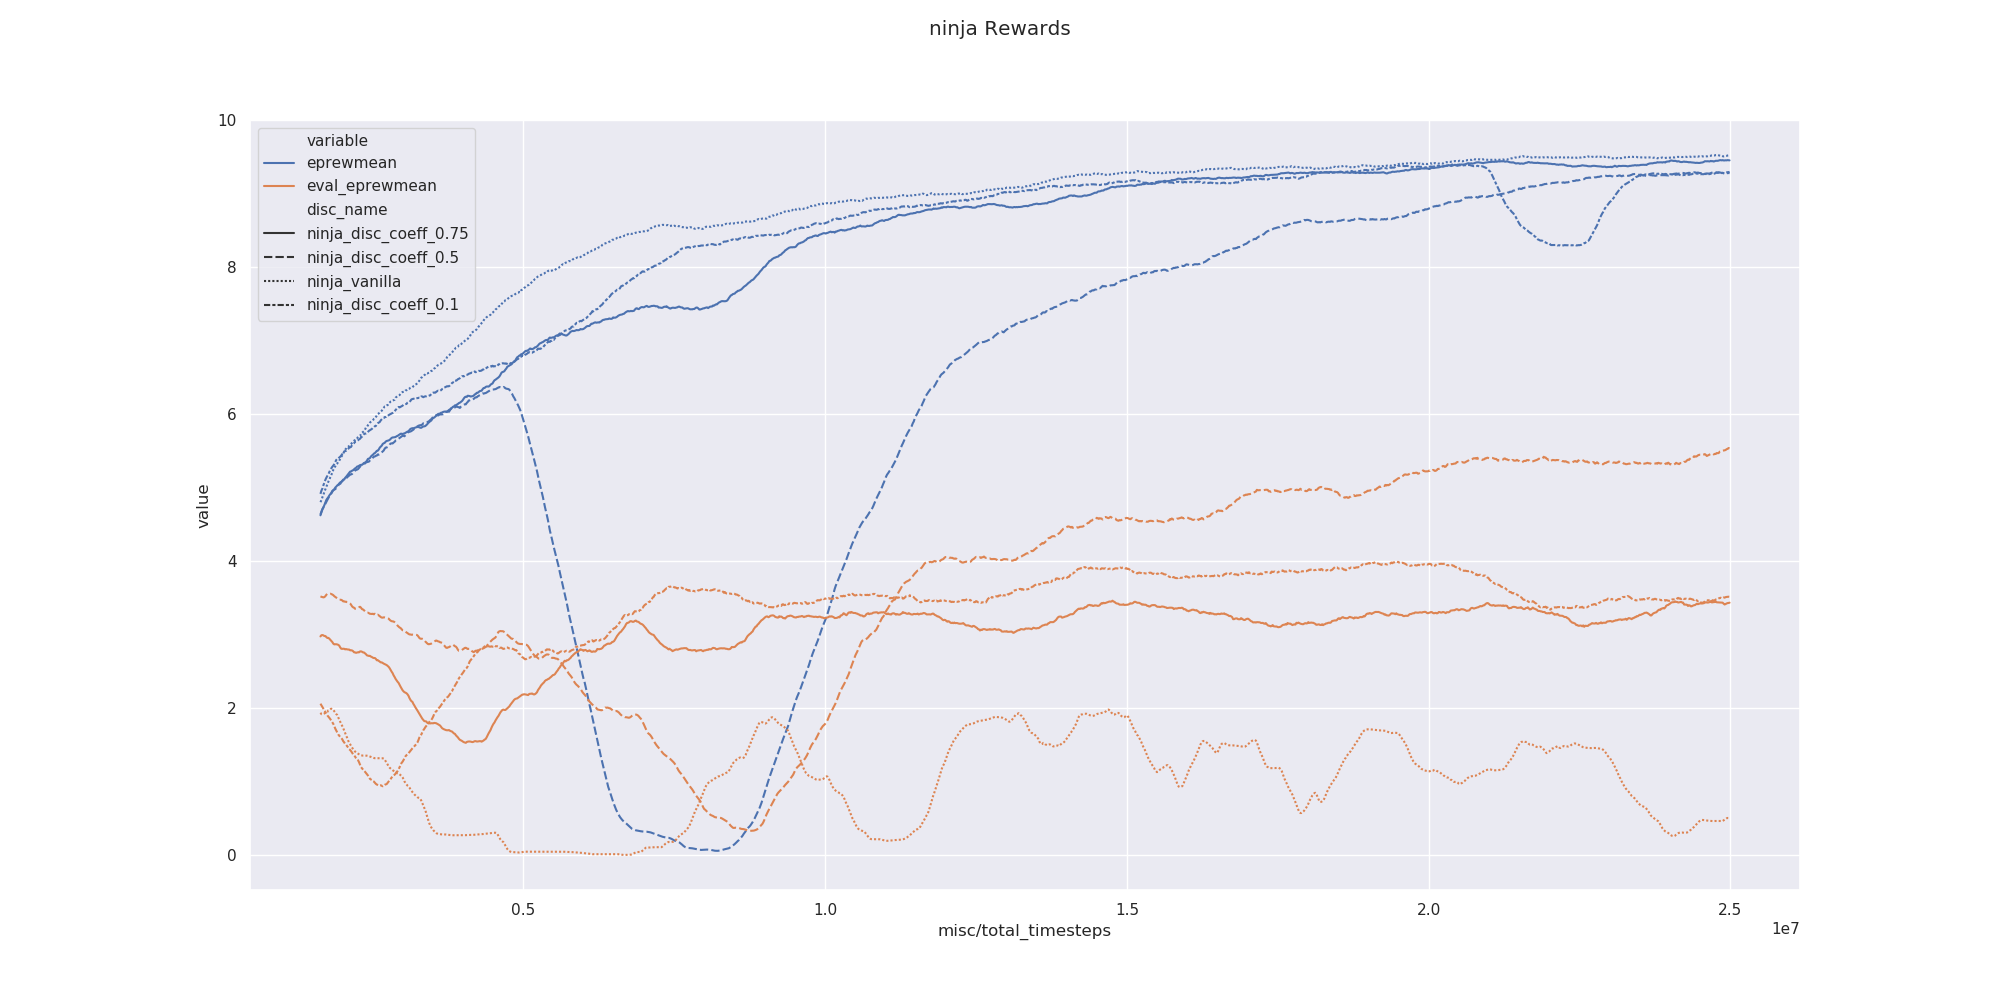 ninja Rewards
10
8
6
4
2
0
value
variable
eprewmean
eval_eprewmean
disc_name
ninja_disc_coeff_0.75
ninja_disc_coeff_0.5
ninja_vanilla
ninja_disc_coeff_0.1
0.5 1.0 1.5 2.0 2.5
1e7
misc/total_timesteps